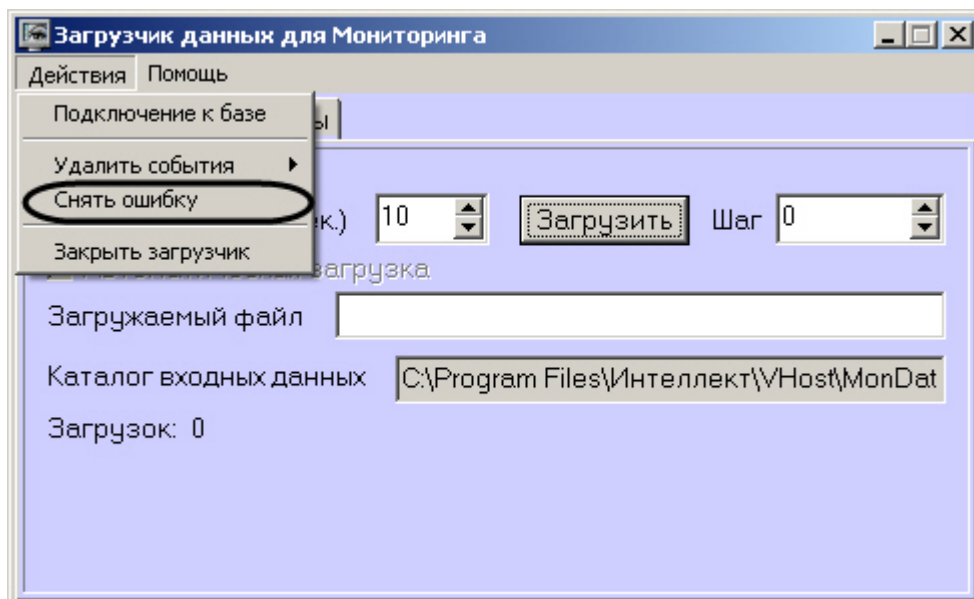 Загрузчик данных для Мониторинга
Действия Помощь
Подключение к базе
Удалить события
Снять ошибку
10 Загрузить Шаг 0
Закрыть загрузчик
загрузка
Загружаемый файл
Каталог входных данных C:\Program Files\Интеллект\VHost\MonDat
Загрузок: 0